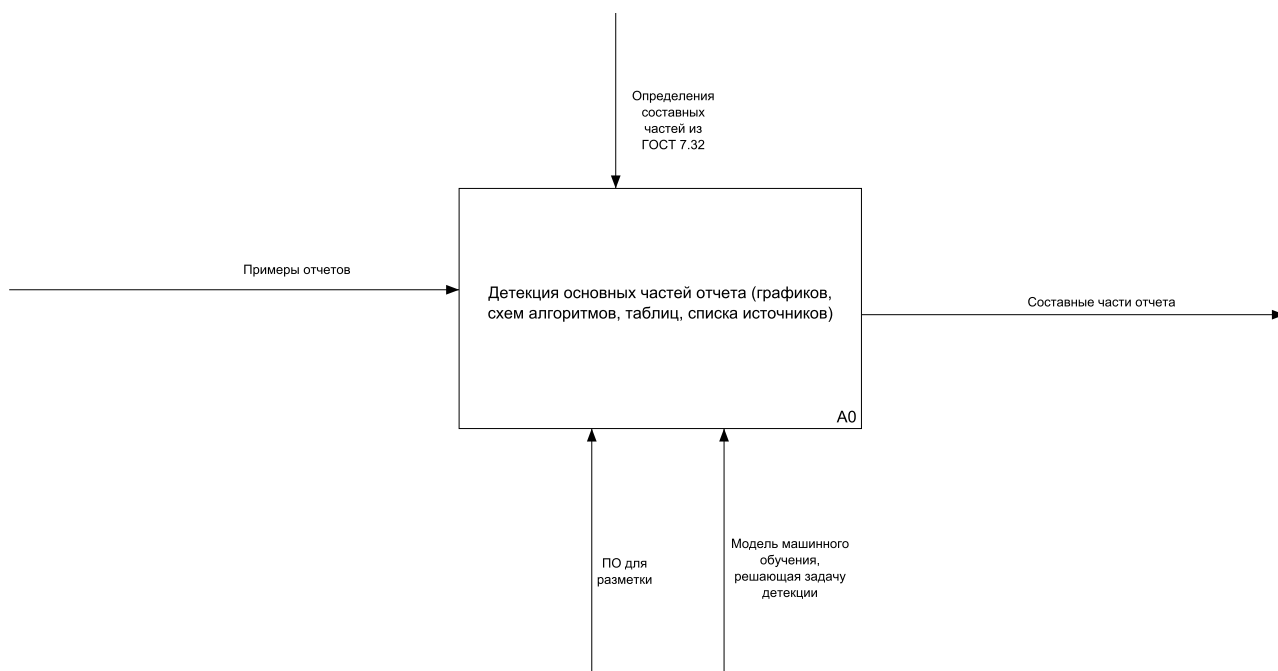 Определения
составных
частей из
ГОСТ 7.32
Примеры отчетов
Детекция основных частей отчета (графиков,
схем алгоритмов, таблиц, списка источников)
Составные части отчета
A0
ПО для
разметки
Модель машинного
обучения,
решающая задачу
детекции